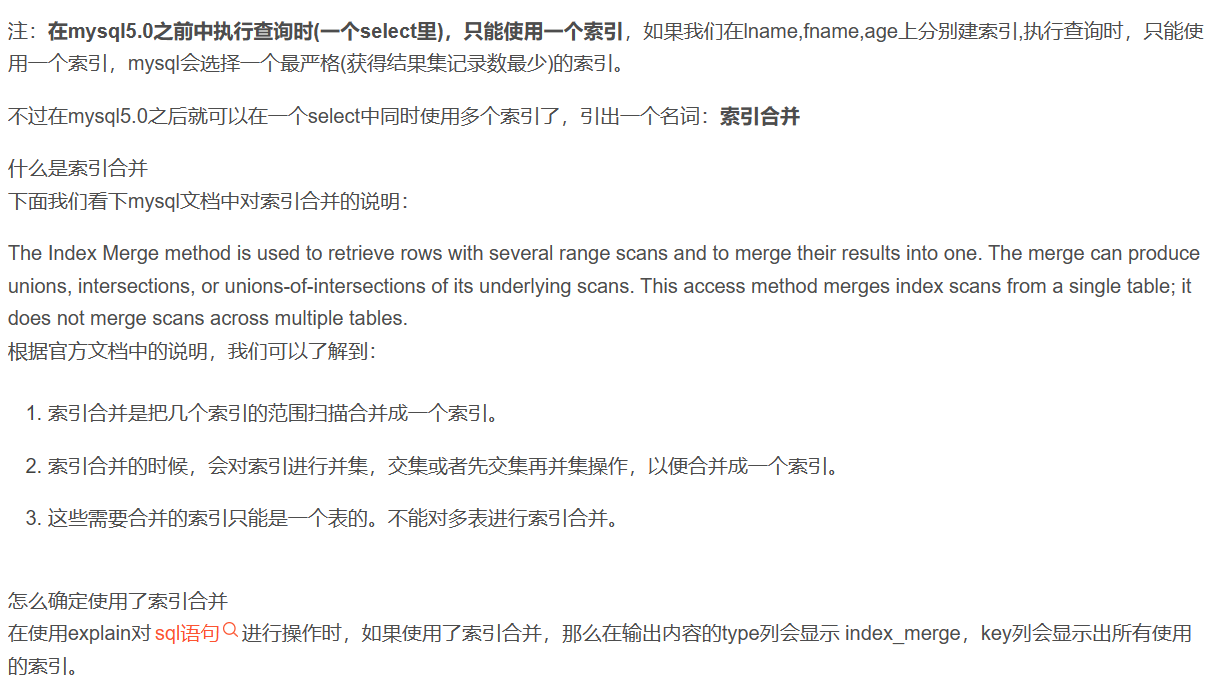 注：在mysql5.0之前中执行查询时(一个select里)，只能使用一个索引，如果我们在lname,fname,age上分别建索引,执行查询时，只能使
用一个索引，mysql会选择一个最严格(获得结果集记录数最少)的索引。
不过在mysql5.0之后就可以在一个select中同时使用多个索引了，引出一个名词：索引合并
什么是索引合并
下面我们看下mysql文档中对索引合并的说明：
The Index Merge method is used to retrieve rows with several range scans and to merge their results into one. The merge can produce
unions, intersections, or unions-of-intersections of its underlying scans. This access method merges index scans from a single table; it
does not merge scans across multiple tables.
根据官方文档中的说明，我们可以了解到：
1. 索引合并是把几个索引的范围扫描合并成一个索引。
2. 索引合并的时候，会对索引进行并集，交集或者先交集再并集操作，以便合并成一个索引。
3. 这些需要合并的索引只能是一个表的。不能对多表进行索引合并。
怎么确定使用了索引合并
在使用explain对sql语句进行操作时，如果使用了索引合并，那么在输出内容的type列会显示 index_merge，key列会显示出所有使用
的索引。